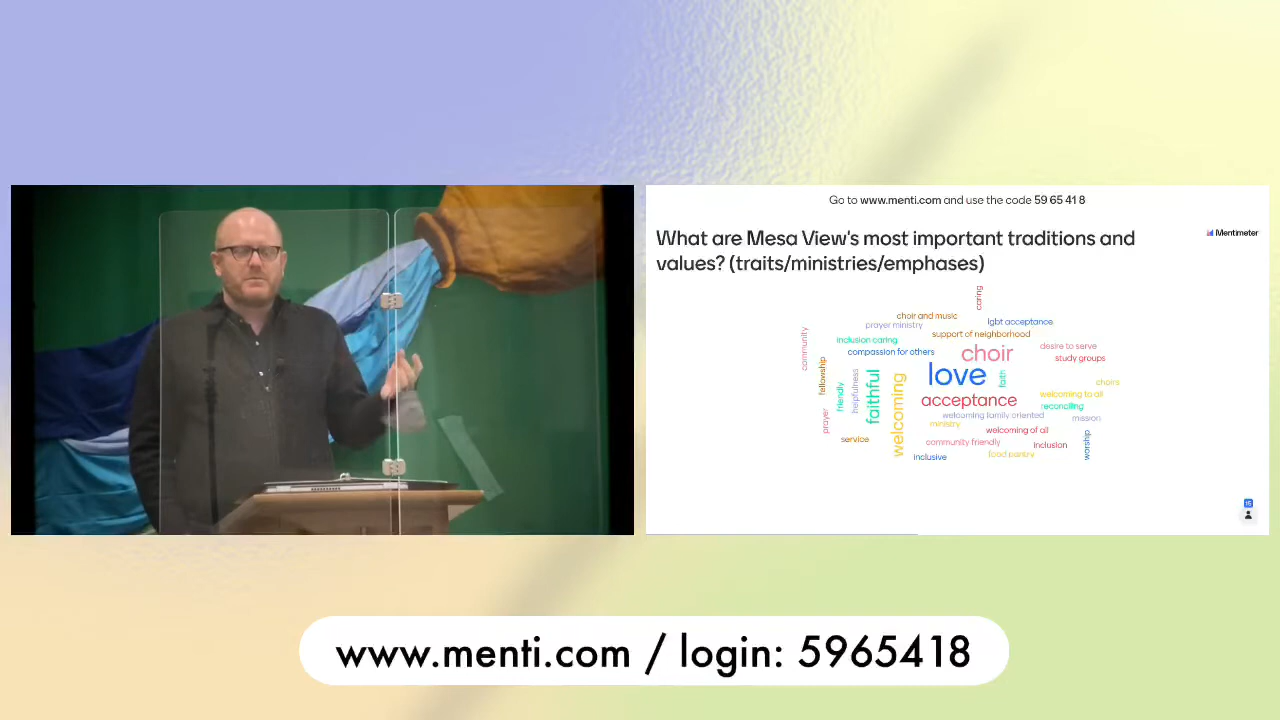 Go to www.menti.com and use the code 59 65 41 8
Mentimeter
What are Mesa View's most important traditions and
values? (traits/ministries/emphases)
caring
choir and music
lgbt acceptance
prayer ministry
support of neighborhood
community
inclusion caring
desire to serve
compassion for others
choir
study groups
fellowship
love
faith
faithful
helpfulness
friendly
welcoming
choirs
welcoming to all
acceptance
reconciling
prayer
welcoming family oriented
mission
ministry
welcoming of all
service
community friendly
inclusion
worship
inclusive
food pantry
15
www.menti.com / login: 5965418